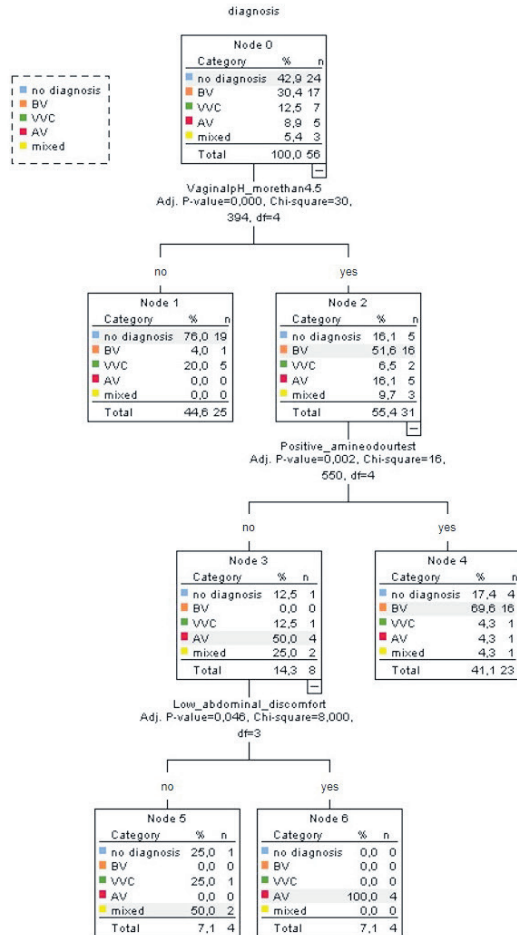 diagnosis
no diagnosis
BV
VVC
AV
mixed
Node 0
Category % n
no diagnosis 42,9 24
BV 30,4 17
VVC 12,5 7
AV 8,9 5
mixed 5,4 3
Total 100,0 56
VaginalpH_morethan4.5
Adj. P-value=0,000, Chi-square=30,
394, df=4
no
yes
Node 1
Category % n
no diagnosis 76,0 19
BV 4,0 1
VVC 20,0 5
AV 0,0 0
mixed 0,0 0
Total 44,6 25
Node 2
Category % n
no diagnosis 16,1 5
BV 51,6 16
VVC 6,5 2
AV 16,1 5
mixed 9,7 3
Total 55,4 31
Positive_amineodourtest
Adj. P-value=0,002, Chi-square=16,
550, df=4
no
yes
Node 3
Category % n
no diagnosis 12,5 1
BV 0,0 0
VVC 12,5 1
AV 50,0 4
mixed 25,0 2
Total 14,3 8
Node 4
Category % n
no diagnosis 17,4 4
BV 69,6 16
VVC 4,3 1
AV 4,3 1
mixed 4,3 1
Total 41,1 23
Low_abdominal_discomfort
Adj. P-value=0,046, Chi-square=8,000,
df=3
no
yes
Node 5
Category % n
no diagnosis 25,0 1
BV 0,0 0
VVC 25,0 1
AV 0,0 0
mixed 50,0 2
Total 7,1 4
Node 6
Category % n
no diagnosis 0,0 0
BV 0,0 0
VVC 0,0 0
AV 100,0 4
mixed 0,0 0
Total 7,1 4